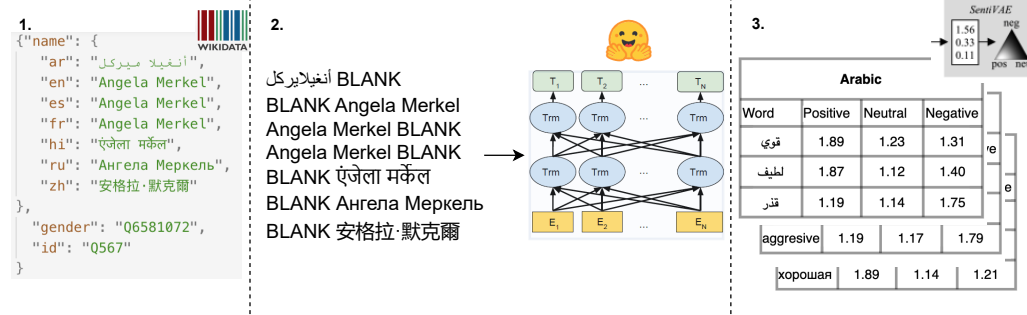 1.
WIKIDATA
{"name": {
"ar": "أنغيلا ميركل",
"en": "Angela Merkel",
"es": "Angela Merkel",
"fr": "Angela Merkel",
"hi": "एंजेला मर्केल",
"ru": "Ангела Меркель",
"zh": "安格拉·默克爾"
},
"gender": "Q6581072",
"id": "Q567"
}
2.
أنغيلايركل BLANK
BLANK Angela Merkel
Angela Merkel BLANK
Angela Merkel BLANK
BLANK एंजेला मर्केल
BLANK Ангела Меркель
BLANK 安格拉·默克爾
T1 T2 ... TN
Trm Trm ... Trm
Trm Trm ... Trm
E1 E2 ... EN
3.
SentiVAE
1.56
0.33
0.11
neg
pos neu
Arabic
Word Positive Neutral Negative
قوي 1.89 1.23 1.31
لطيف 1.87 1.12 1.40
قذر 1.19 1.14 1.75
ve
e
aggresive 1.19 1.17 1.79
хорошая 1.89 1.14 1.21